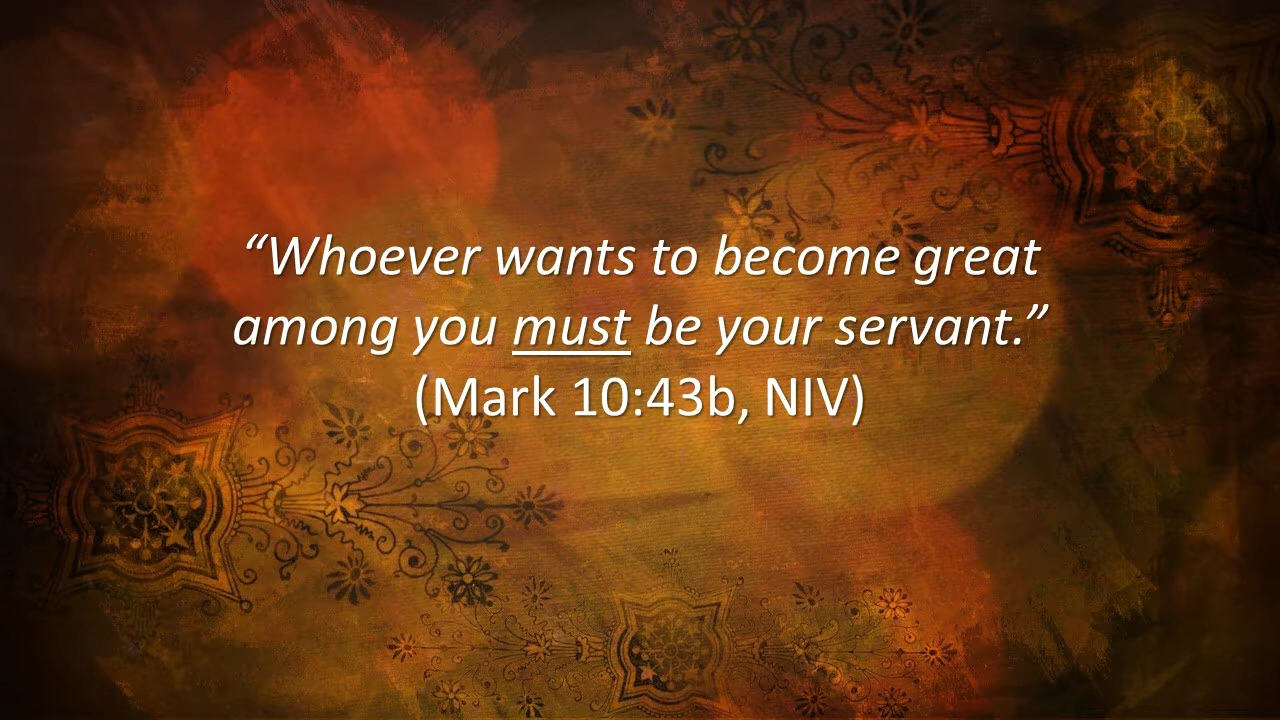 “Whoever wants to become great
among you must be your servant.”
(Mark 10:43b, NIV)